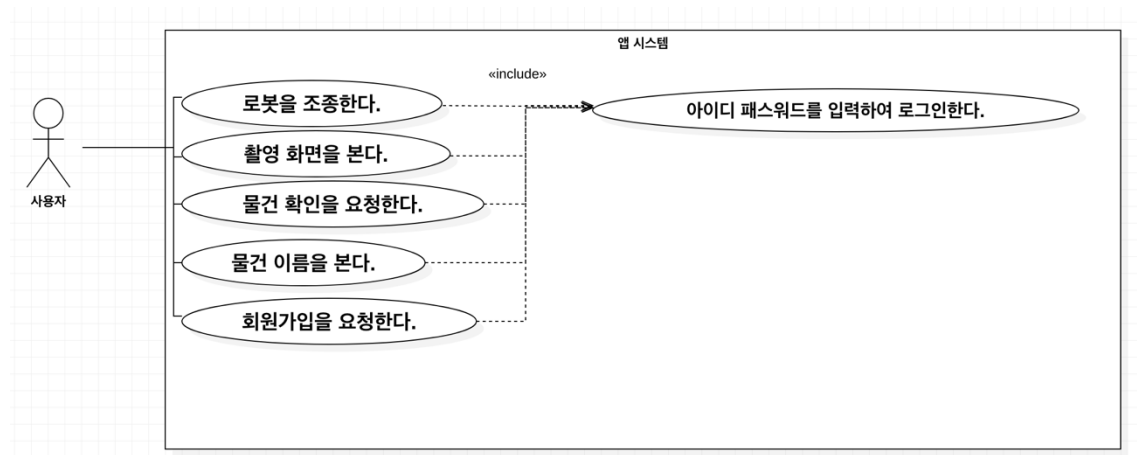 앱 시스템
«include»
로봇을 조종한다.
아이디 패스워드를 입력하여 로그인한다.
촬영 화면을 본다.
사용자
물건 확인을 요청한다.
물건 이름을 본다.
회원가입을 요청한다.